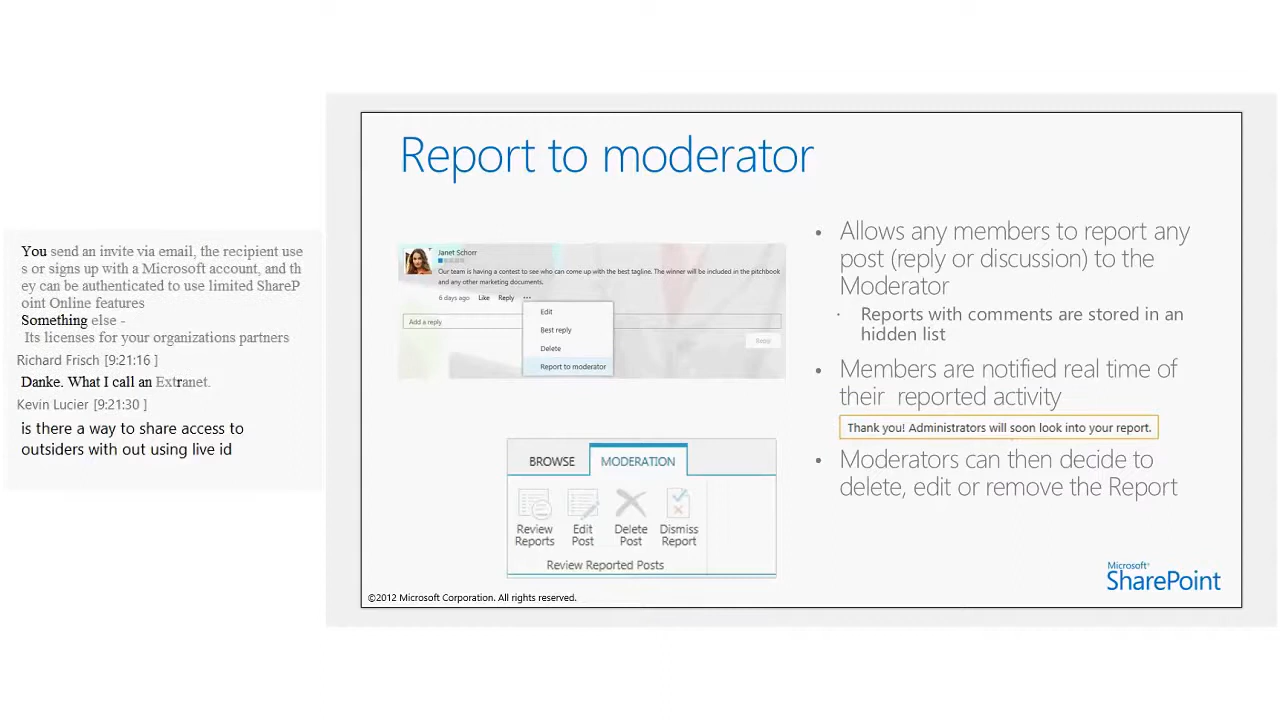 You send an invite via email, the recipient use
s or signs up with a Microsoft account, and th
ey can be authenticated to use limited ShareP
oint Online features
Something else -
Its licenses for your organizations partners
Richard Frisch [9:21:16 ]
Danke. What I call an Extranet.
Kevin Lucier [9:21:30 ]
is there a way to share access to
outsiders with out using live id
Report to moderator
Janet Schorr
Our team is having a contest to see who can come up with the best tagline. The winner will be included in the pitchbook
and any other marketing documents.
6 days ago Like Reply ...
Edit
Add a reply
Best reply
Reply
Delete
Report to moderator
BROWSE MODERATION
Review Reports
Edit Post
Delete Post
Dismiss Report
Review Reported Posts
• Allows any members to report any
post (reply or discussion) to the
Moderator
· Reports with comments are stored in an
hidden list
• Members are notified real time of
their reported activity
Thank you! Administrators will soon look into your report.
• Moderators can then decide to
delete, edit or remove the Report
Microsoft®
SharePoint
©2012 Microsoft Corporation. All rights reserved.